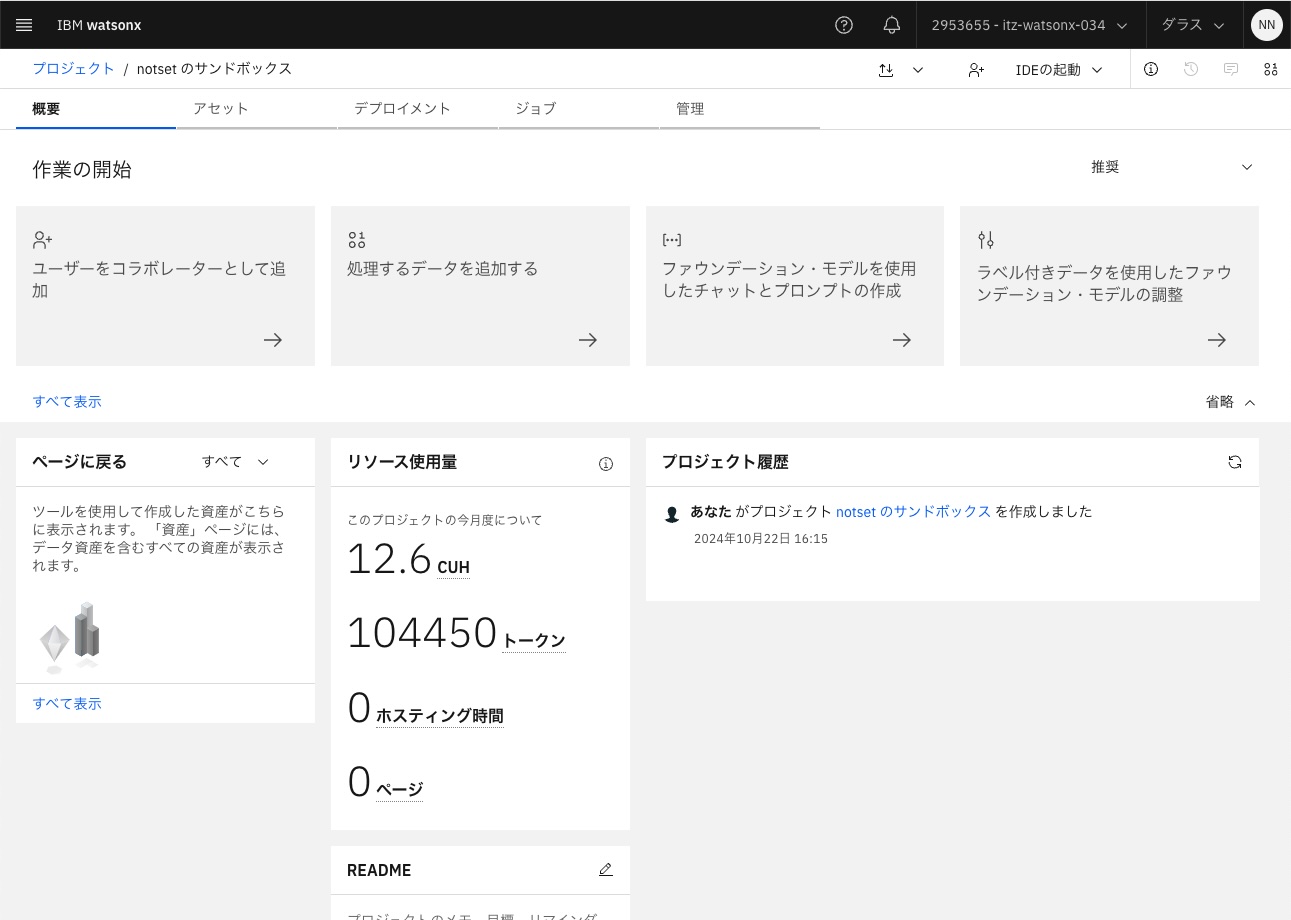 IBM watsonx
2953655 - itz-watsonx-034
ダラス
NN
プロジェクト / notset のサンドボックス
IDEの起動
概要
アセット
デプロイメント
ジョブ
管理
作業の開始
推奨
ユーザーをコラボレーターとして追
加
処理するデータを追加する
ファウンデーション・モデルを使用
したチャットとプロンプトの作成
ラベル付きデータを使用したファウ
ンデーション・モデルの調整
すべて表示
省略
ページに戻る
すべて
ツールを使用して作成した資産がこちら
に表示されます。 「資産」ページには、
データ資産を含むすべての資産が表示さ
れます。
すべて表示
リソース使用量
このプロジェクトの今月度について
12.6 CUH
104450 トークン
0 ホスティング時間
0 ページ
README
プロジェクトのメモ、目標、リマインダ
プロジェクト履歴
あなた がプロジェクト notset のサンドボックス を作成しました
2024年10月22日 16:15